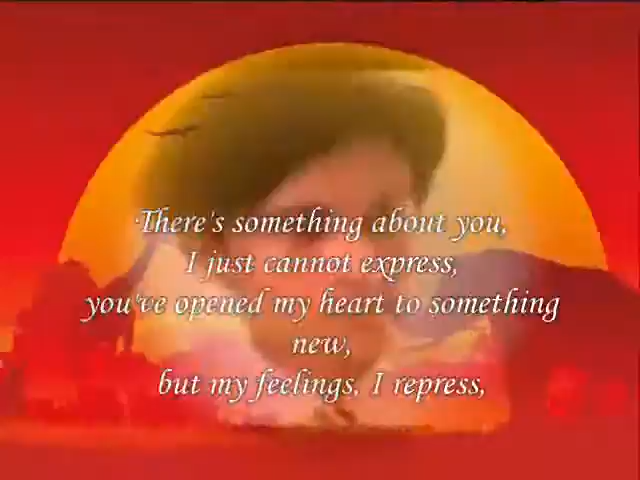 There's something about you,
I just cannot express,
you've opened my heart to something
new,
but my feelings, I repress,